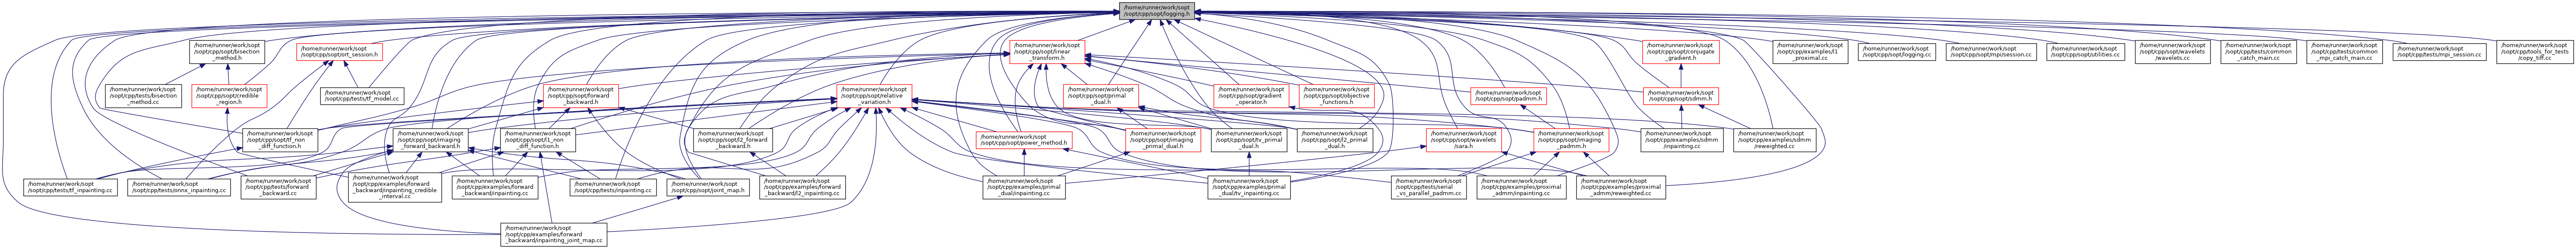 /home/runner/work/sopt
/sopt/cpp/sopt/logging.h
/home/runner/work/sopt
/sopt/cpp/sopt/bisection
_method.h
/home/runner/work/sopt
/sopt/cpp/sopt/ort_session.h
/home/runner/work/sopt
/sopt/cpp/sopt/linear
_transform.h
/home/runner/work/sopt
/sopt/cpp/sopt/conjugate
_gradient.h
/home/runner/work/sopt
/sopt/cpp/examples/l1
_proximal.cc
/home/runner/work/sopt
/sopt/cpp/sopt/logging.cc
/home/runner/work/sopt
/sopt/cpp/sopt/mpi/session.cc
/home/runner/work/sopt
/sopt/cpp/sopt/utilities.cc
/home/runner/work/sopt
/sopt/cpp/sopt/wavelets
/wavelets.cc
/home/runner/work/sopt
/sopt/cpp/tests/common
_catch_main.cc
/home/runner/work/sopt
/sopt/cpp/tests/common
_mpi_catch_main.cc
/home/runner/work/sopt
/sopt/cpp/tests/mpi_session.cc
/home/runner/work/sopt
/sopt/cpp/tools_for_tests
/copy_tiff.cc
/home/runner/work/sopt
/sopt/cpp/tests/bisection
_method.cc
/home/runner/work/sopt
/sopt/cpp/sopt/credible
_region.h
/home/runner/work/sopt
/sopt/cpp/tests/tf_model.cc
/home/runner/work/sopt
/sopt/cpp/sopt/forward
_backward.h
/home/runner/work/sopt
/sopt/cpp/sopt/relative
_variation.h
/home/runner/work/sopt
/sopt/cpp/sopt/primal
_dual.h
/home/runner/work/sopt
/sopt/cpp/sopt/gradient
_operator.h
/home/runner/work/sopt
/sopt/cpp/sopt/objective
_functions.h
/home/runner/work/sopt
/sopt/cpp/sopt/padmm.h
/home/runner/work/sopt
/sopt/cpp/sopt/sdmm.h
/home/runner/work/sopt
/sopt/cpp/sopt/tf_non
_diff_function.h
/home/runner/work/sopt
/sopt/cpp/sopt/imaging
_forward_backward.h
/home/runner/work/sopt
/sopt/cpp/sopt/l1_non
_diff_function.h
/home/runner/work/sopt
/sopt/cpp/sopt/l2_forward
_backward.h
/home/runner/work/sopt
/sopt/cpp/sopt/power_method.h
/home/runner/work/sopt
/sopt/cpp/sopt/imaging
_primal_dual.h
/home/runner/work/sopt
/sopt/cpp/sopt/tv_primal
_dual.h
/home/runner/work/sopt
/sopt/cpp/sopt/l2_primal
_dual.h
/home/runner/work/sopt
/sopt/cpp/sopt/wavelets
/sara.h
/home/runner/work/sopt
/sopt/cpp/sopt/imaging
_padmm.h
/home/runner/work/sopt
/sopt/cpp/examples/sdmm
/inpainting.cc
/home/runner/work/sopt
/sopt/cpp/examples/sdmm
/reweighted.cc
/home/runner/work/sopt
/sopt/cpp/tests/tf_inpainting.cc
/home/runner/work/sopt
/sopt/cpp/tests/onnx_inpainting.cc
/home/runner/work/sopt
/sopt/cpp/tests/forward
_backward.cc
/home/runner/work/sopt
/sopt/cpp/examples/forward
_backward/inpainting_credible
_interval.cc
/home/runner/work/sopt
/sopt/cpp/examples/forward
_backward/inpainting.cc
/home/runner/work/sopt
/sopt/cpp/tests/inpainting.cc
/home/runner/work/sopt
/sopt/cpp/sopt/joint_map.h
/home/runner/work/sopt
/sopt/cpp/examples/forward
_backward/l2_inpainting.cc
/home/runner/work/sopt
/sopt/cpp/examples/primal
_dual/inpainting.cc
/home/runner/work/sopt
/sopt/cpp/examples/primal
_dual/tv_inpainting.cc
/home/runner/work/sopt
/sopt/cpp/tests/serial
_vs_parallel_padmm.cc
/home/runner/work/sopt
/sopt/cpp/examples/proximal
_admm/inpainting.cc
/home/runner/work/sopt
/sopt/cpp/examples/proximal
_admm/reweighted.cc
/home/runner/work/sopt
/sopt/cpp/examples/forward
_backward/inpainting_joint_map.cc